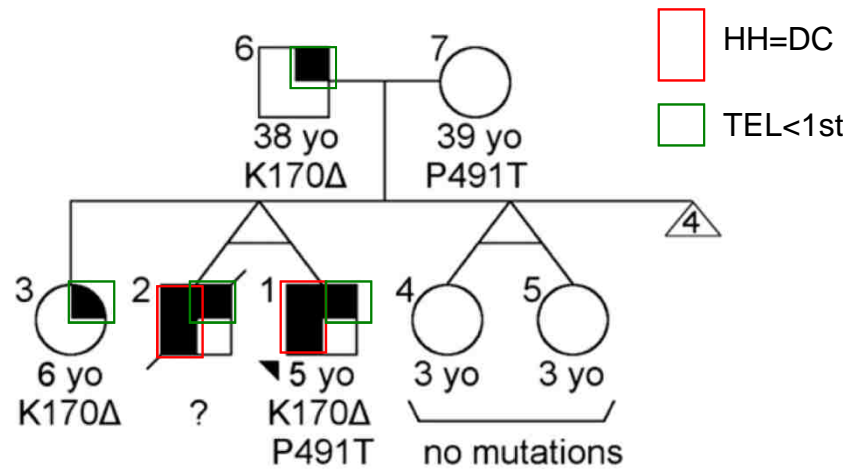 6
7
HH=DC
TEL<1st
38 yo
K170Δ
39 yo
P491T
4
3
2
1
4
5
6 yo
K170Δ
?
5 yo
K170Δ
P491T
3 yo
3 yo
no mutations